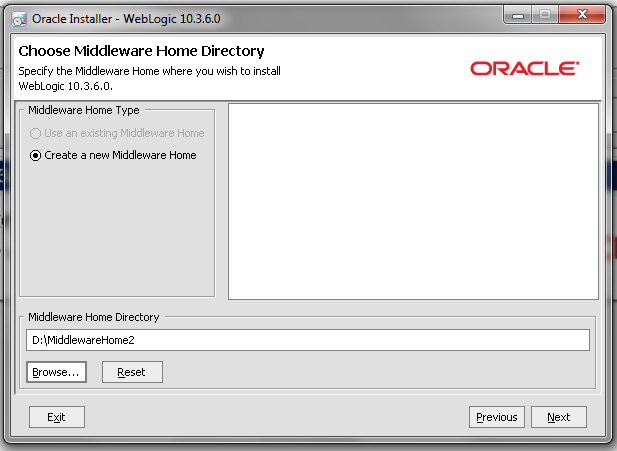 Oracle Installer - WebLogic 10.3.6.0
Choose Middleware Home Directory
Specify the Middleware Home where you wish to install
WebLogic 10.3.6.0.
ORACLE®
Middleware Home Type
Use an existing Middleware Home
Create a new Middleware Home
Middleware Home Directory
D:\MiddlewareHome2
Browse... Reset
Exit Previous Next